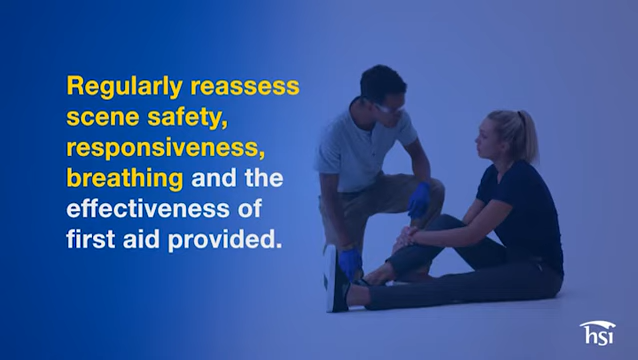 Regularly reassess
scene safety,
responsiveness,
breathing and the
effectiveness of
first aid provided.
hsi